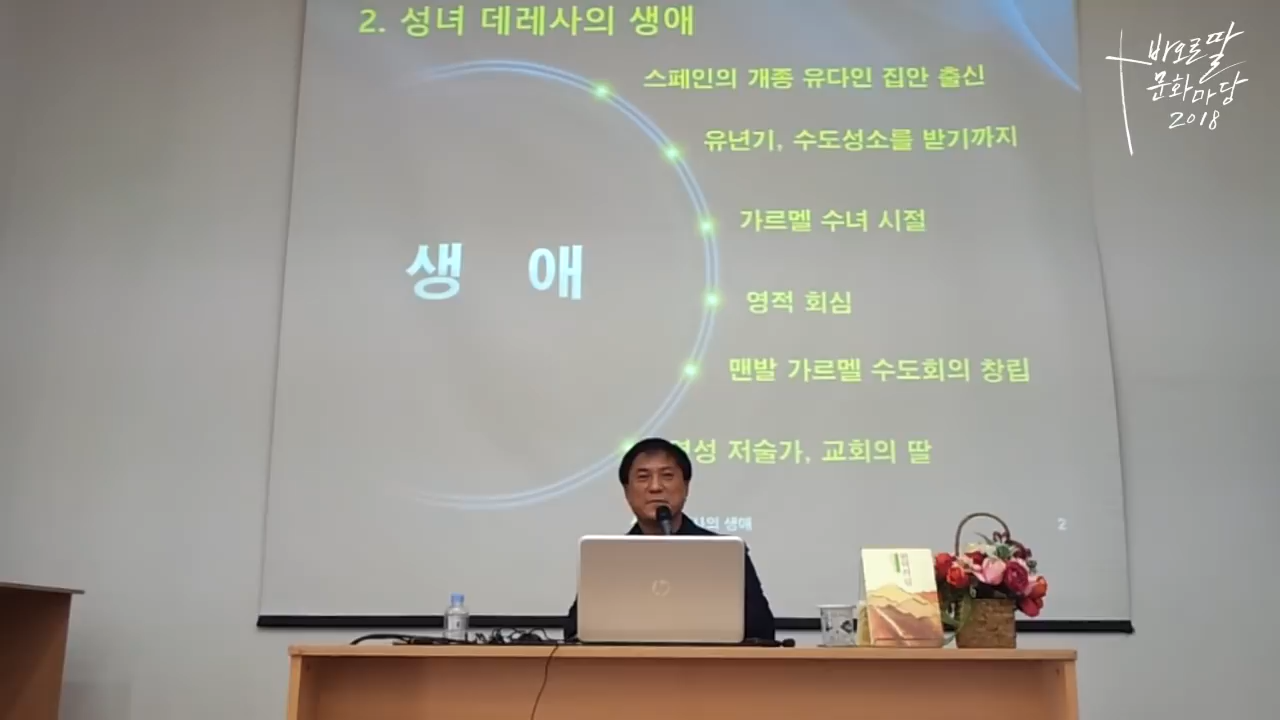 2. 성녀 데레사의 생애
스페인의 개종 유다인 집안 출신
유년기, 수도성소를 받기까지
가르멜 수녀 시절
생 애
영적 회심
맨발 가르멜 수도회의 창립
저술가, 교회의 딸
생애
2
바오로딸
문화마당
2018
hp